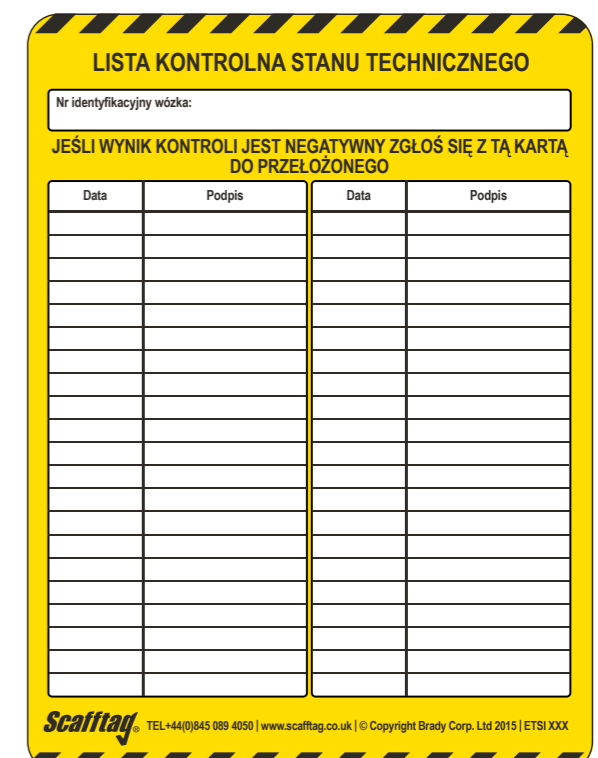 LISTA KONTROLNA STANU TECHNICZNEGO
Nr identyfikacyjny wózka:
JEŚLI WYNIK KONTROLI JEST NEGATYWNY ZGŁOŚ SIĘ Z TĄ KARTĄ
DO PRZEŁOŻONEGO
Data Podpis Data Podpis
Scafftag® TEL+44(0)845 089 4050 | www.scafftag.co.uk | © Copyright Brady Corp. Ltd 2015 | ETSI XXX